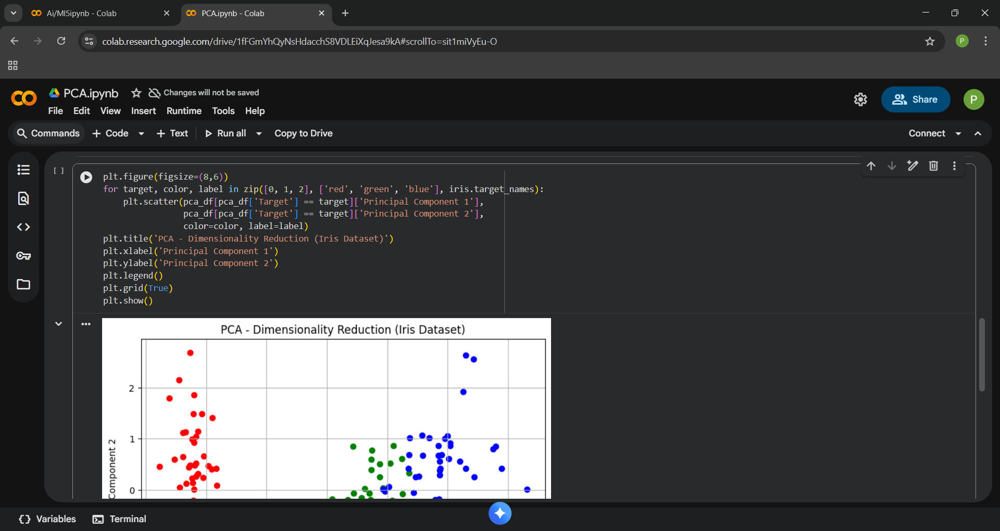 Ai/Ml5ipynb - Colab
PCA.ipynb - Colab
colab.research.google.com/drive/1fFGmYhQyNsHdacchS8VDLEiXqJesa9kA#scrollTo=sit1miVyEu-O
P
PCA.ipynb
Changes will not be saved
File Edit View Insert Runtime Tools Help
Share
P
Commands + Code + Text Run all Copy to Drive
Connect
[ ]
plt.figure(figsize=(8,6))
for target, color, label in zip([0, 1, 2], ['red', 'green', 'blue'], iris.target_names):
    plt.scatter(pca_df[pca_df['Target'] == target]['Principal Component 1'],
                pca_df[pca_df['Target'] == target]['Principal Component 2'],
                color=color, label=label)
plt.title('PCA - Dimensionality Reduction (Iris Dataset)')
plt.xlabel('Principal Component 1')
plt.ylabel('Principal Component 2')
plt.legend()
plt.grid(True)
plt.show()
PCA - Dimensionality Reduction (Iris Dataset)
2
1
0
Component 2
Variables
Terminal